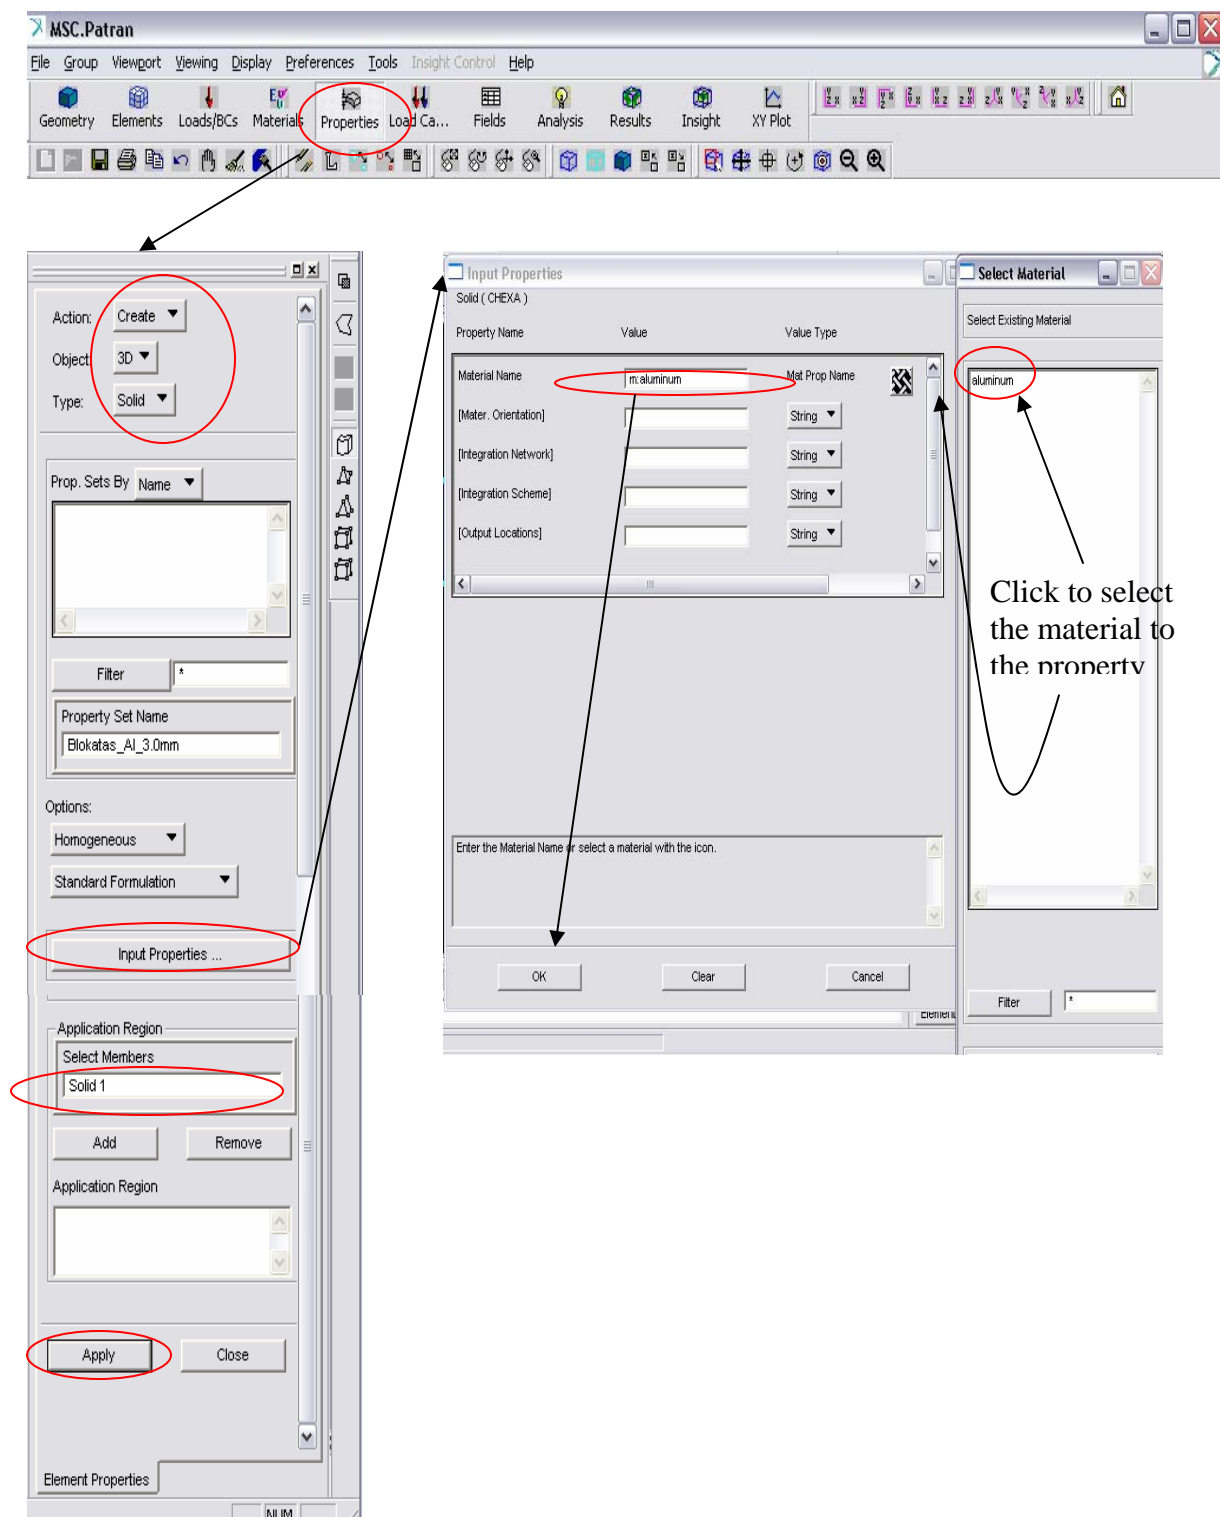 MSC.Patran
File Group Viewport Viewing Display Preferences Tools Insight Control Help
Geometry Elements Loads/BCs Materials Properties Load Ca... Fields Analysis Results Insight XY Plot
Action: Create
Object: 3D
Type: Solid
Prop. Sets By Name
Filter *
Property Set Name
Blokatas_Al_3.0mm
Options:
Homogeneous
Standard Formulation
Input Properties ...
Application Region
Select Members
Solid 1
Add Remove
Application Region
Apply Close
Element Properties
NUM
Input Properties
Solid ( CHEXA )
Property Name Value Value Type
Material Name m:aluminum Mat Prop Name
[Mater. Orientation] String
[Integration Network] String
[Integration Scheme] String
[Output Locations] String
Enter the Material Name or select a material with the icon.
OK Clear Cancel
Element
Select Material
Select Existing Material
aluminum
Click to select
the material to
the property
Filter *